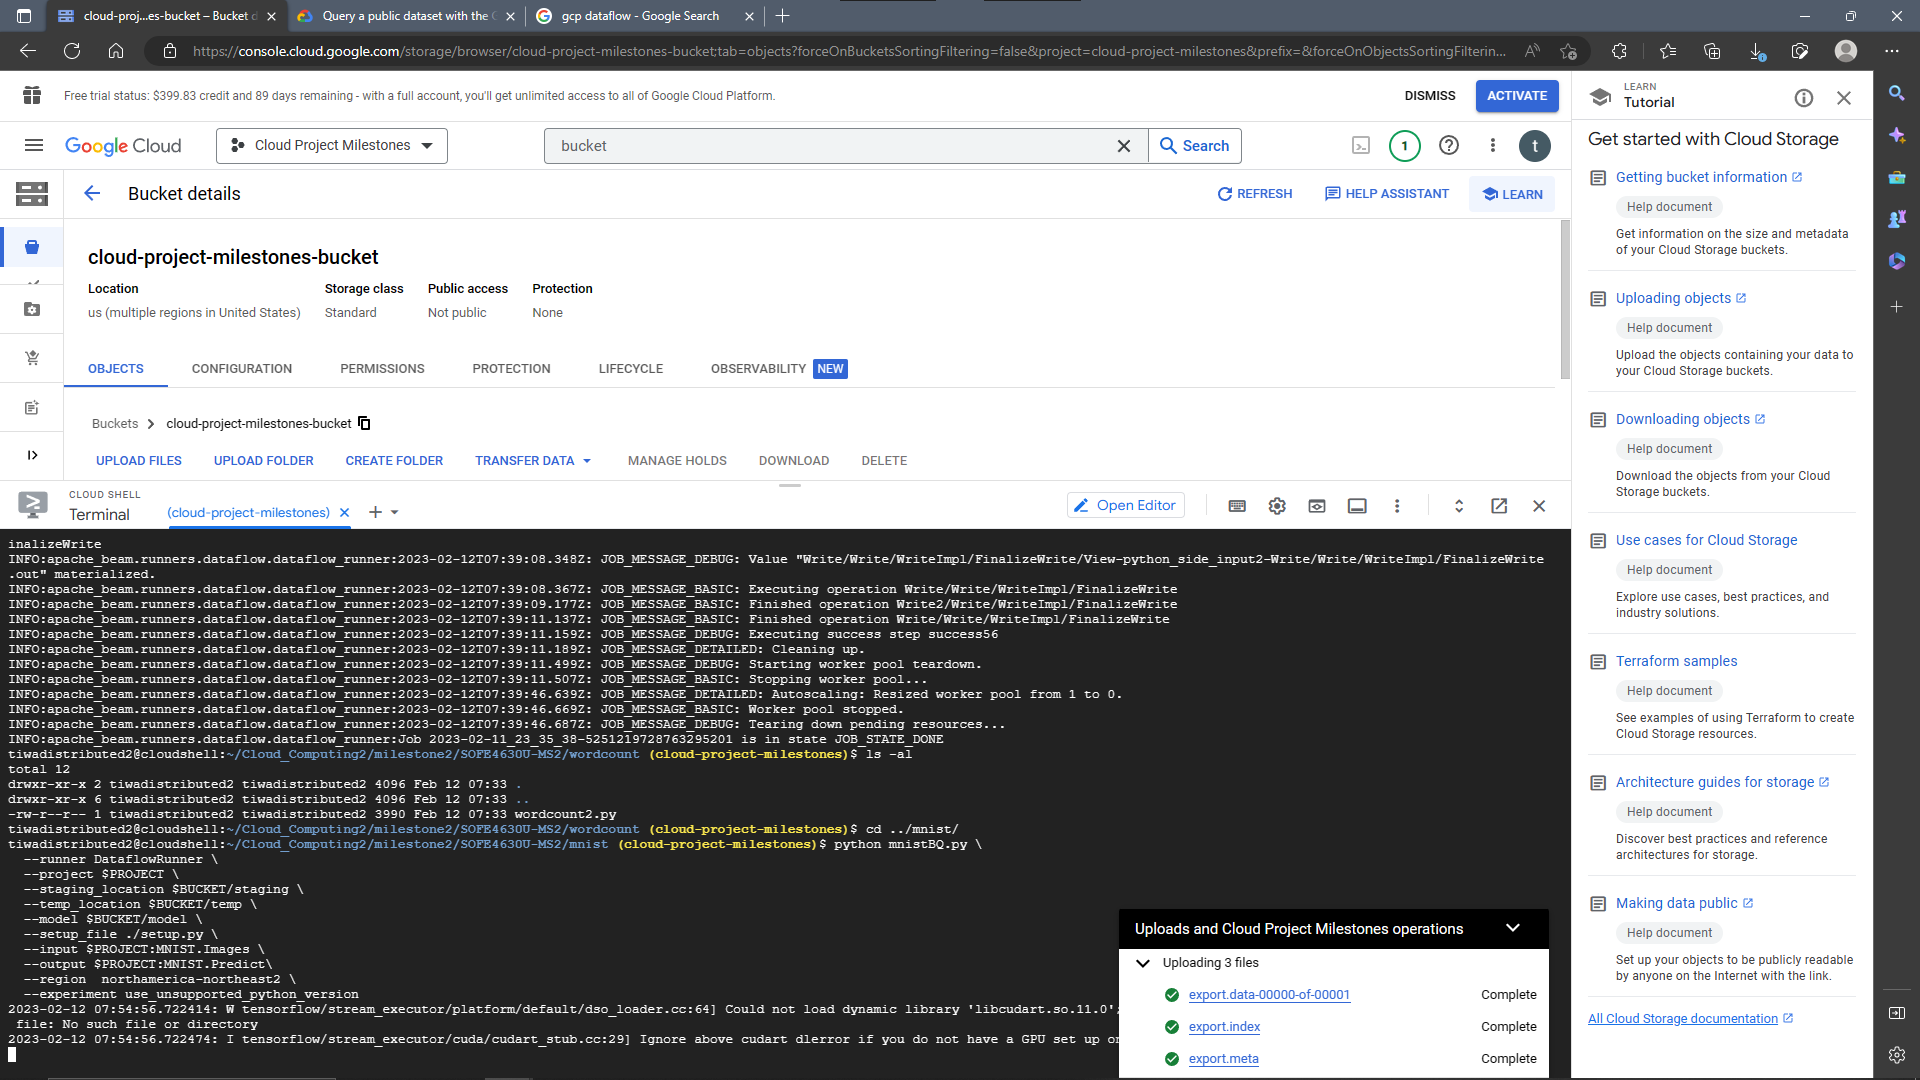 cloud-proj...es-bucket – Bucket d
Query a public dataset with the
gcp dataflow - Google Search
https://console.cloud.google.com/storage/browser/cloud-project-milestones-bucket;tab=objects?forceOnBucketsSortingFiltering=false&project=cloud-project-milestones&prefix=&forceOnObjectsSortingFilterin...
Free trial status: $399.83 credit and 89 days remaining - with a full account, you'll get unlimited access to all of Google Cloud Platform.
DISMISS
ACTIVATE
Google Cloud
Cloud Project Milestones
bucket
Search
1
t
Bucket details
REFRESH
HELP ASSISTANT
LEARN
cloud-project-milestones-bucket
Location
Storage class
Public access
Protection
us (multiple regions in United States)
Standard
Not public
None
OBJECTS
CONFIGURATION
PERMISSIONS
PROTECTION
LIFECYCLE
OBSERVABILITY NEW
Buckets > cloud-project-milestones-bucket
UPLOAD FILES
UPLOAD FOLDER
CREATE FOLDER
TRANSFER DATA
MANAGE HOLDS
DOWNLOAD
DELETE
CLOUD SHELL
Terminal
(cloud-project-milestones)
Open Editor
inalizeWrite
INFO:apache_beam.runners.dataflow.dataflow_runner:2023-02-12T07:39:08.348Z: JOB_MESSAGE_DEBUG: Value "Write/Write/WriteImpl/FinalizeWrite/View-python_side_input2-Write/Write/WriteImpl/FinalizeWrite
.out" materialized.
INFO:apache_beam.runners.dataflow.dataflow_runner:2023-02-12T07:39:08.367Z: JOB_MESSAGE_BASIC: Executing operation Write/Write/WriteImpl/FinalizeWrite
INFO:apache_beam.runners.dataflow.dataflow_runner:2023-02-12T07:39:09.177Z: JOB_MESSAGE_BASIC: Finished operation Write2/Write/WriteImpl/FinalizeWrite
INFO:apache_beam.runners.dataflow.dataflow_runner:2023-02-12T07:39:11.137Z: JOB_MESSAGE_BASIC: Finished operation Write/Write/WriteImpl/FinalizeWrite
INFO:apache_beam.runners.dataflow.dataflow_runner:2023-02-12T07:39:11.159Z: JOB_MESSAGE_DEBUG: Executing success step success56
INFO:apache_beam.runners.dataflow.dataflow_runner:2023-02-12T07:39:11.189Z: JOB_MESSAGE_DETAILED: Cleaning up.
INFO:apache_beam.runners.dataflow.dataflow_runner:2023-02-12T07:39:11.499Z: JOB_MESSAGE_DEBUG: Starting worker pool teardown.
INFO:apache_beam.runners.dataflow.dataflow_runner:2023-02-12T07:39:11.507Z: JOB_MESSAGE_BASIC: Stopping worker pool...
INFO:apache_beam.runners.dataflow.dataflow_runner:2023-02-12T07:39:46.639Z: JOB_MESSAGE_DETAILED: Autoscaling: Resized worker pool from 1 to 0.
INFO:apache_beam.runners.dataflow.dataflow_runner:2023-02-12T07:39:46.669Z: JOB_MESSAGE_BASIC: Worker pool stopped.
INFO:apache_beam.runners.dataflow.dataflow_runner:2023-02-12T07:39:46.687Z: JOB_MESSAGE_DEBUG: Tearing down pending resources...
INFO:apache_beam.runners.dataflow.dataflow_runner:Job 2023-02-11_23_35_38-5251219728763295201 is in state JOB_STATE_DONE
tiwadistributed2@cloudshell:~/Cloud_Computing2/milestone2/SOFE4630U-MS2/wordcount (cloud-project-milestones)$ ls -al
total 12
drwxr-xr-x 2 tiwadistributed2 tiwadistributed2 4096 Feb 12 07:33 .
drwxr-xr-x 6 tiwadistributed2 tiwadistributed2 4096 Feb 12 07:33 ..
-rw-r--r-- 1 tiwadistributed2 tiwadistributed2 3990 Feb 12 07:33 wordcount2.py
tiwadistributed2@cloudshell:~/Cloud_Computing2/milestone2/SOFE4630U-MS2/wordcount (cloud-project-milestones)$ cd ../mnist/
tiwadistributed2@cloudshell:~/Cloud_Computing2/milestone2/SOFE4630U-MS2/mnist (cloud-project-milestones)$ python mnistBQ.py \
--runner DataflowRunner \
--project $PROJECT \
--staging_location $BUCKET/staging \
--temp_location $BUCKET/temp \
--model $BUCKET/model \
--setup_file ./setup.py \
--input $PROJECT:MNIST.Images \
--output $PROJECT:MNIST.Predict\
--region northamerica-northeast2 \
--experiment use_unsupported_python_version
2023-02-12 07:54:56.722414: W tensorflow/stream_executor/platform/default/dso_loader.cc:64] Could not load dynamic library 'libcudart.so.11.0';
file: No such file or directory
2023-02-12 07:54:56.722474: I tensorflow/stream_executor/cuda/cudart_stub.cc:29] Ignore above cudart dlerror if you do not have a GPU set up on
Uploads and Cloud Project Milestones operations
Uploading 3 files
export.data-00000-of-00001 Complete
export.index Complete
export.meta Complete
LEARN
Tutorial
Get started with Cloud Storage
Getting bucket information
Help document
Get information on the size and metadata
of your Cloud Storage buckets.
Uploading objects
Help document
Upload the objects containing your data to
your Cloud Storage buckets.
Downloading objects
Help document
Download the objects from your Cloud
Storage buckets.
Use cases for Cloud Storage
Help document
Explore use cases, best practices, and
industry solutions.
Terraform samples
Help document
See examples of using Terraform to create
Cloud Storage resources.
Architecture guides for storage
Help document
Discover best practices and reference
architectures for storage.
Making data public
Help document
Set up your objects to be publicly readable
by anyone on the Internet with the link.
All Cloud Storage documentation